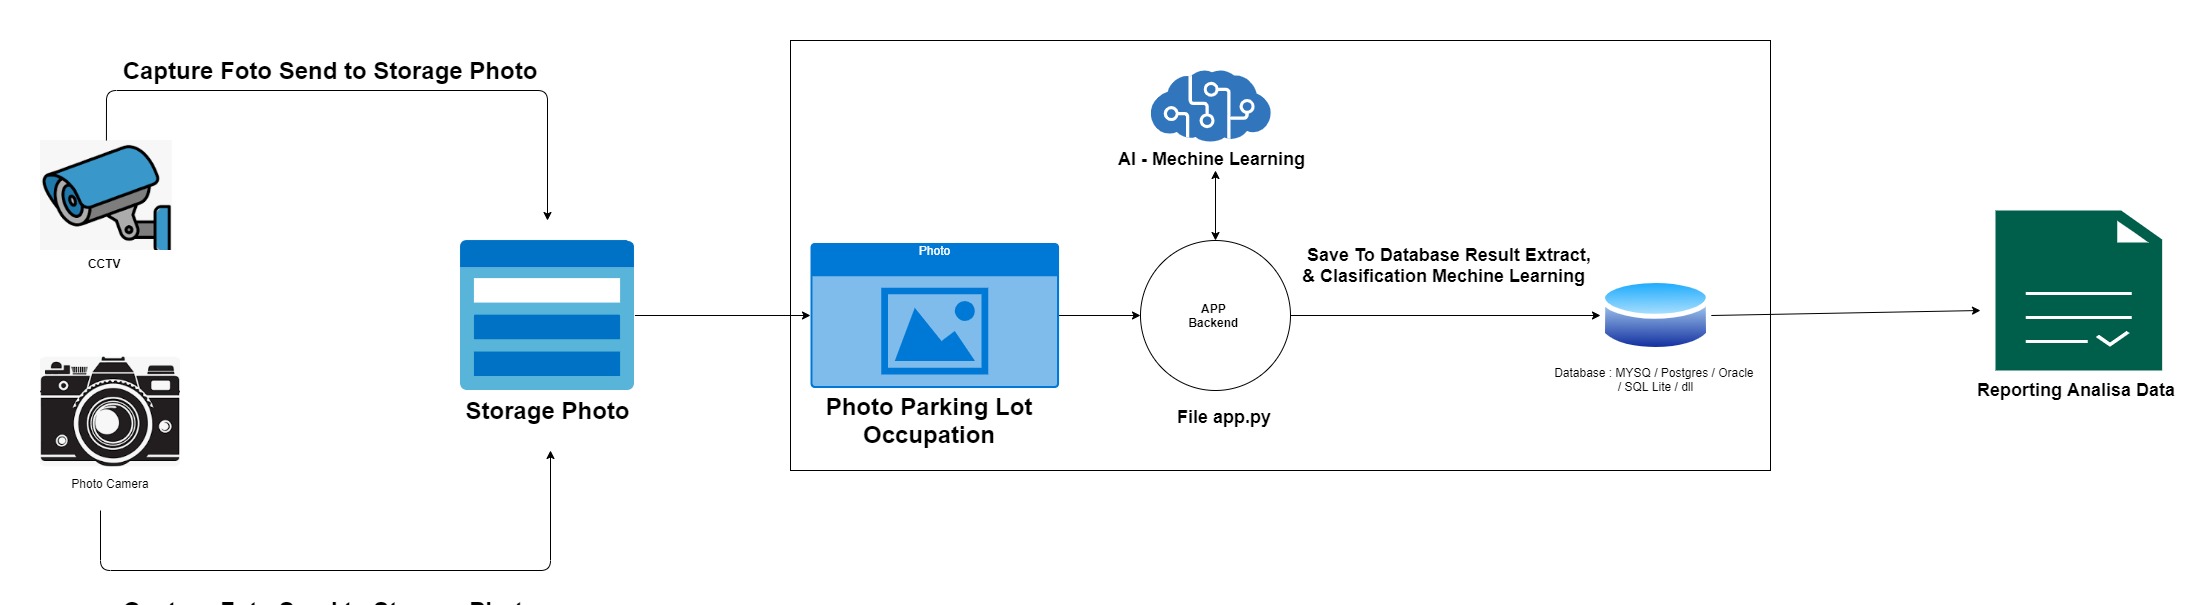 Capture Foto Send to Storage Photo
CCTV
Photo Camera
Storage Photo
Photo
Photo Parking Lot
Occupation
AI - Mechine Learning
APP
Backend
File app.py
Save To Database Result Extract,
& Clasification Mechine Learning
Database : MYSQ / Postgres / Oracle
/ SQL Lite / dll
Reporting Analisa Data